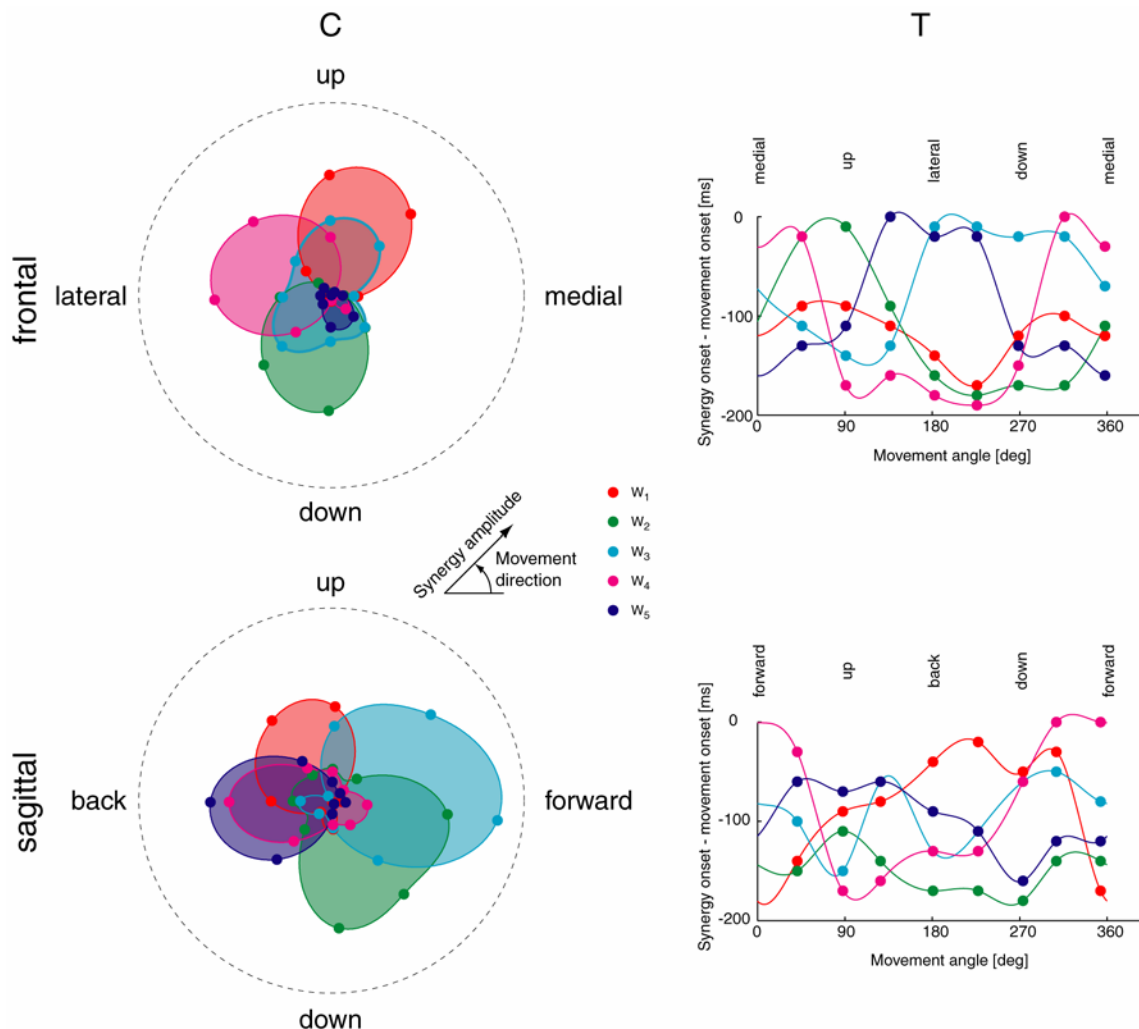 C
T
up
frontal
lateral
medial
down
medial
up
lateral
down
medial
Synergy onset - movement onset [ms]
0
-100
-200
0
90
180
270
360
Movement angle [deg]
Synergy amplitude
Movement
direction
W1
W2
W3
W4
W5
up
sagittal
back
forward
down
forward
up
back
down
forward
Synergy onset - movement onset [ms]
0
-100
-200
0
90
180
270
360
Movement angle [deg]